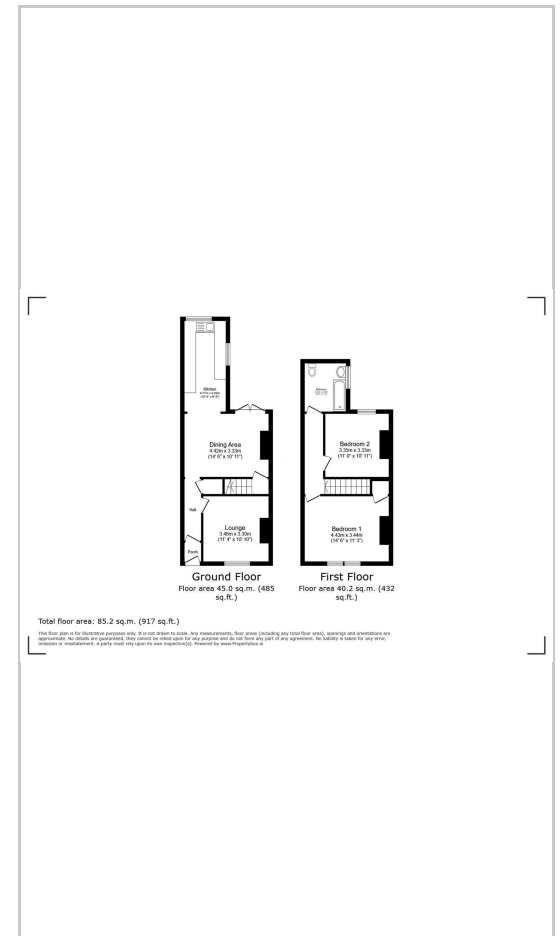 Kitchen
Dining Area
4.42m x 3.33m
(14' 6" x 10' 11")
Hall
Lounge
3.46m x 3.30m
(11' 4" x 10' 10")
Porch
Ground Floor
Floor area 45.0 sq.m. (485
sq.ft.)
Bathroom
Bedroom 2
3.35m x 3.33m
(11' 0" x 10' 11")
Bedroom 1
4.43m x 3.44m
(14' 6" x 11' 3")
First Floor
Floor area 40.2 sq.m. (432
sq.ft.)
Total floor area: 85.2 sq.m. (917 sq.ft.)
This floor plan is for illustrative purposes only. It is not drawn to scale. Any measurements, floor areas (including any total floor area), openings and orientations are
approximate. No details are guaranteed, they cannot be relied upon for any purpose and do not form any part of any agreement. No liability is taken for any error,
omission or misstatement. A party must rely upon its own inspection(s). Powered by www.Propertybox.io